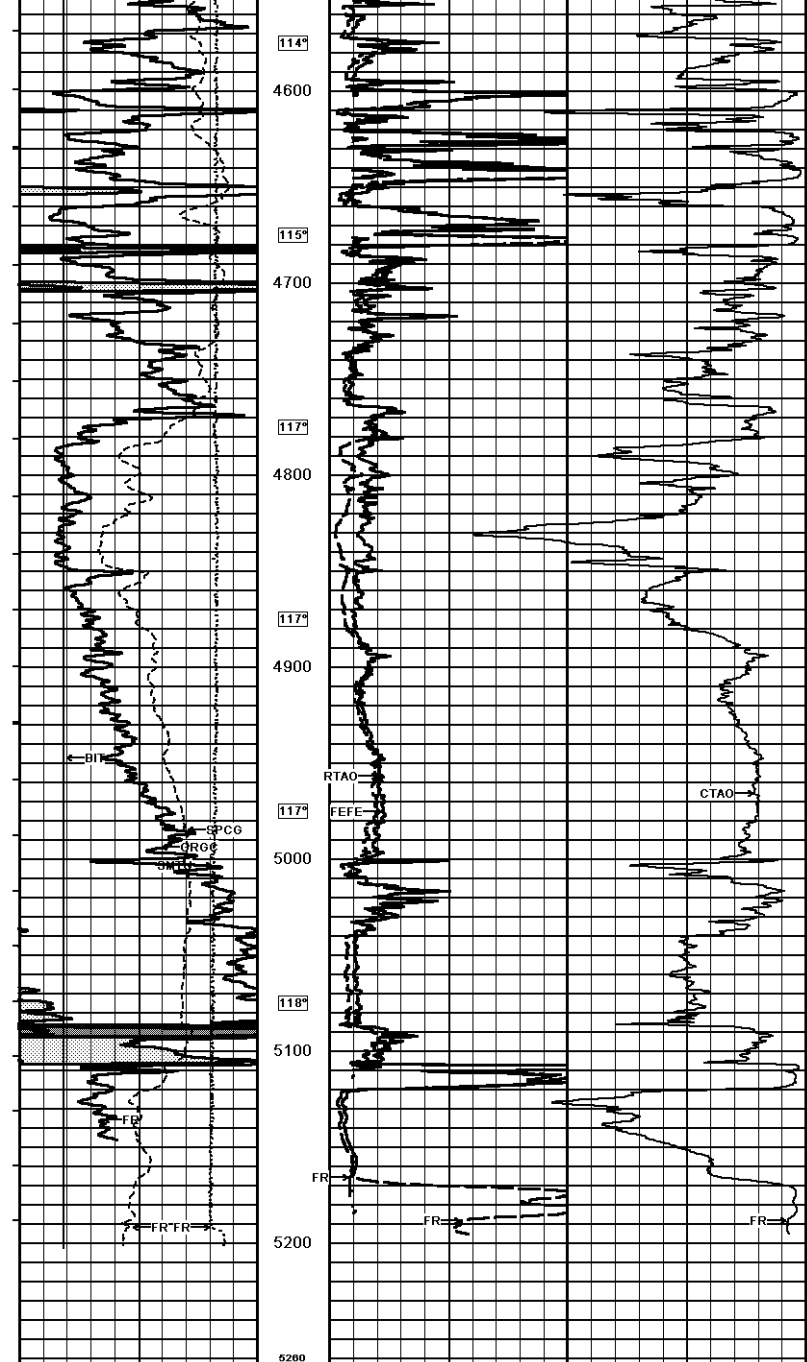 114°
4600
115°
4700
117°
4800
117°
4900
BIT
RTAO
CTAO
117°
FEFE
SPCG
GRGC
5000
SMTU
118°
5100
FR
FR
FR FR
FR
FR
5200
5260